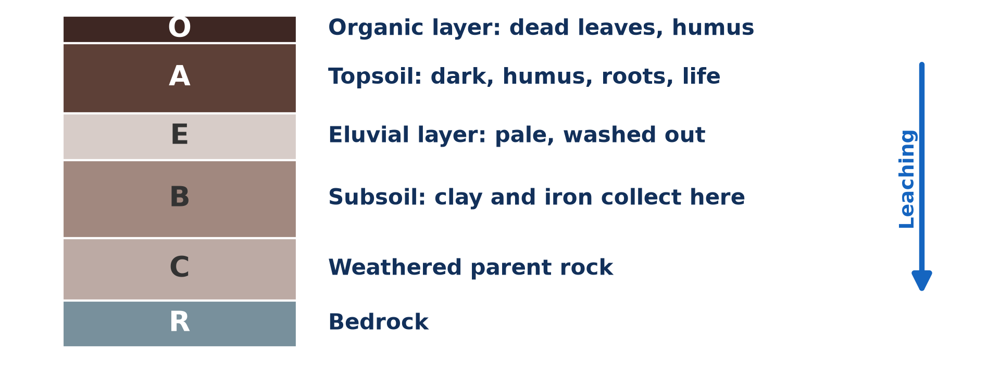 O
Organic layer: dead leaves, humus
A
Topsoil: dark, humus, roots, life
E
Eluvial layer: pale, washed out
B
Subsoil: clay and iron collect here
C
Weathered parent rock
R
Bedrock
Leaching